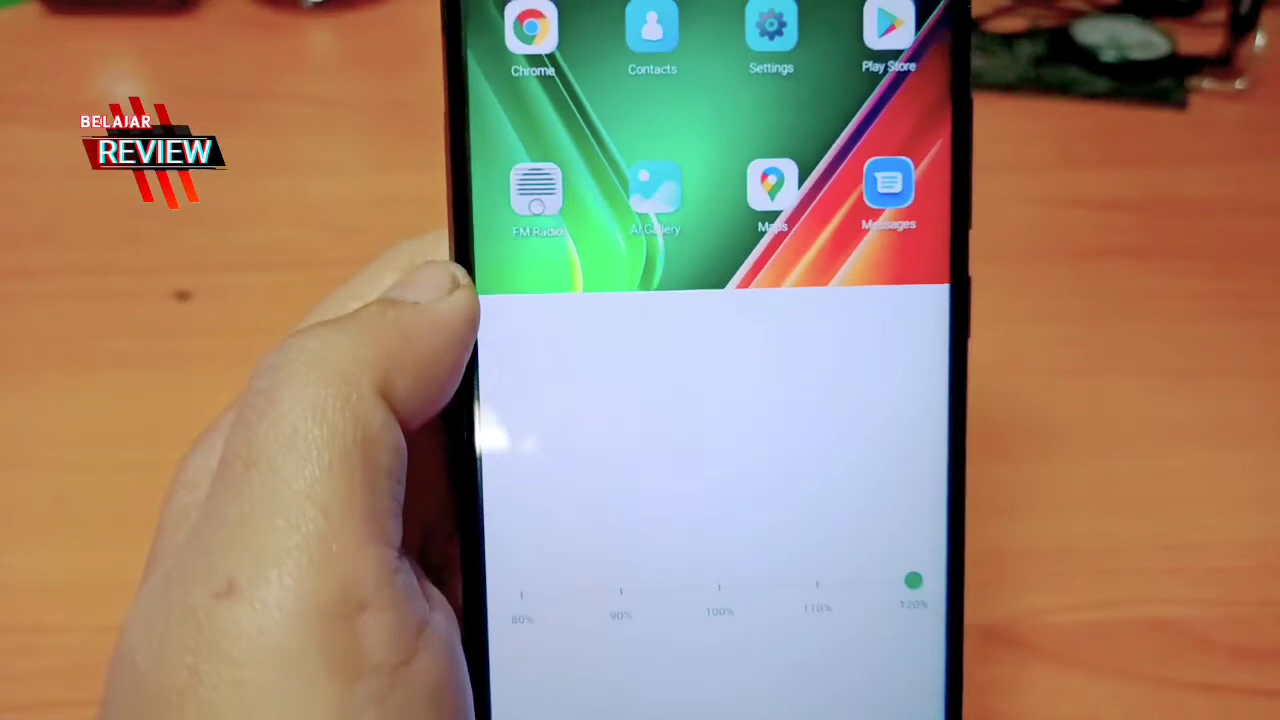 Chrome
Contacts
Settings
Play Store
BELAJAR
REVIEW
FM Radio
AI Gallery
Maps
Messages
80%
90%
100%
110%
120%